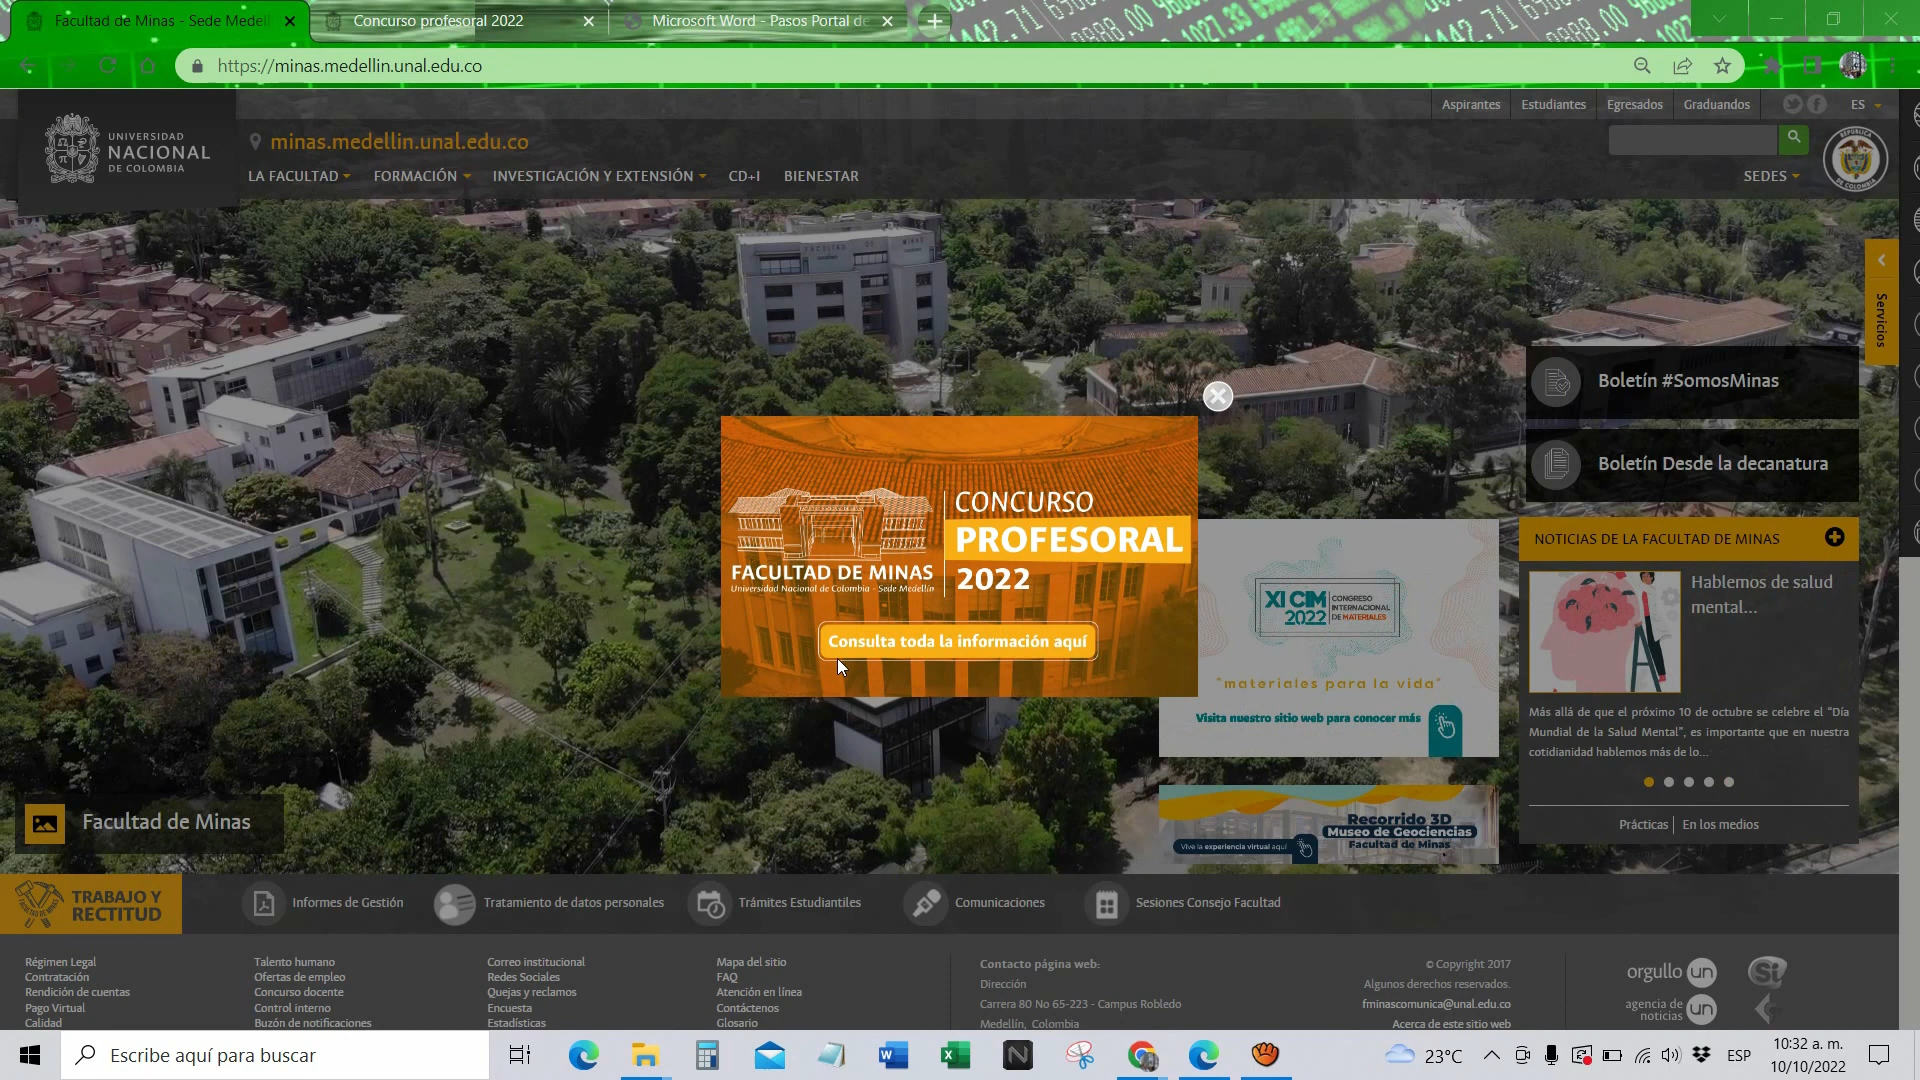 Facultad de Minas - Sede Medell
Concurso profesoral 2022
Microsoft Word - Pasos Portal de
https://minas.medellin.unal.edu.co
Aspirantes
Estudiantes
Egresados
Graduandos
ES
UNIVERSIDAD
NACIONAL
DE COLOMBIA
minas.medellin.unal.edu.co
LA FACULTAD
FORMACIÓN
INVESTIGACIÓN Y EXTENSIÓN
CD+I
BIENESTAR
SEDES
Servicios
Boletín #SomosMinas
Boletín Desde la decanatura
CONCURSO
PROFESORAL
2022
FACULTAD DE MINAS
Universidad Nacional de Colombia - Sede Medellín
Consulta toda la información aquí
XI CIM
2022
CONGRESO
INTERNACIONAL
DE MATERIALES
"materiales para la vida"
Visita nuestro sitio web para conocer más
NOTICIAS DE LA FACULTAD DE MINAS
Hablemos de salud
mental...
Más allá de que el próximo 10 de octubre se celebre el "Día
Mundial de la Salud Mental", es importante que en nuestra
cotidianidad hablemos más de lo...
Prácticas
En los medios
Recorrido 3D
Museo de Geociencias
Facultad de Minas
Vive la experiencia virtual aquí
Facultad de Minas
TRABAJO Y
RECTITUD
Informes de Gestión
Tratamiento de datos personales
Trámites Estudiantiles
Comunicaciones
Sesiones Consejo Facultad
Régimen Legal
Contratación
Rendición de cuentas
Pago Virtual
Calidad
Talento humano
Ofertas de empleo
Concurso docente
Control interno
Buzón de notificaciones
Correo institucional
Redes Sociales
Quejas y reclamos
Encuesta
Estadísticas
Mapa del sitio
FAQ
Atención en línea
Contáctenos
Glosario
Contacto página web:
Dirección
Carrera 80 No 65-223 - Campus Robledo
Medellín, Colombia
© Copyright 2017
Algunos derechos reservados.
fminascomunica@unal.edu.co
Acerca de este sitio web
orgullo un
agencia de
noticias un
Escribe aquí para buscar
23°C
ESP
10:32 a. m.
10/10/2022